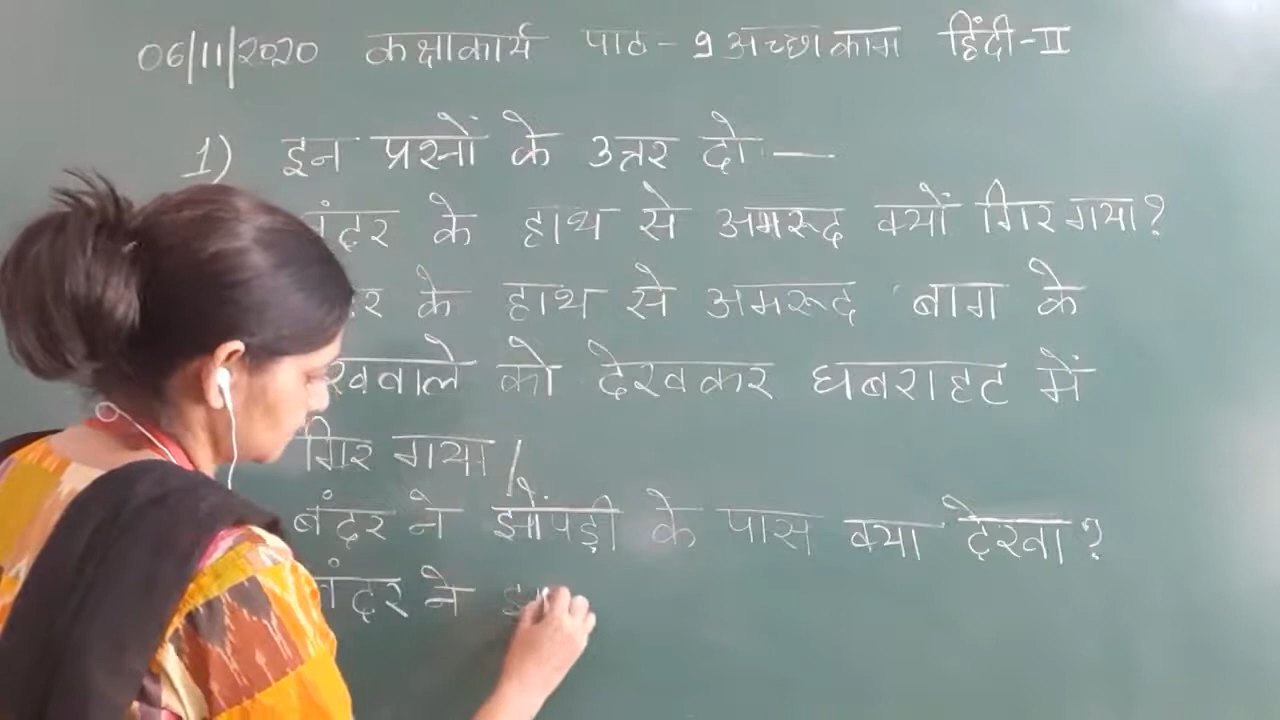 06/11/2020 कक्षाकार्य पाठ - 9 अच्छा काम हिंदी-II
1) इन प्रश्नों के उत्तर दो —
बंदर के हाथ से अमरूद क्यों गिर गया?
के हाथ से अमरूद बाग के
रखवाले को देखकर घबराहट में
गिर गया।
बंदर ने झोंपड़ी के पास क्या देखा?
बंदर ने